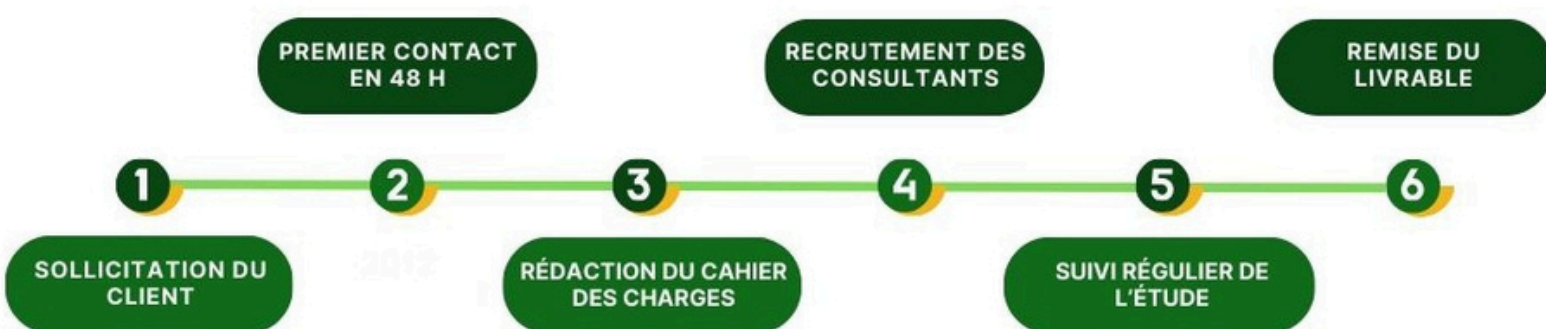 PREMIER CONTACT
EN 48 H
RECRUTEMENT DES
CONSULTANTS
REMISE DU
LIVRABLE
1
2
3
4
5
6
SOLLICITATION DU
CLIENT
RÉDACTION DU CAHIER
DES CHARGES
SUIVI RÉGULIER DE
L'ÉTUDE